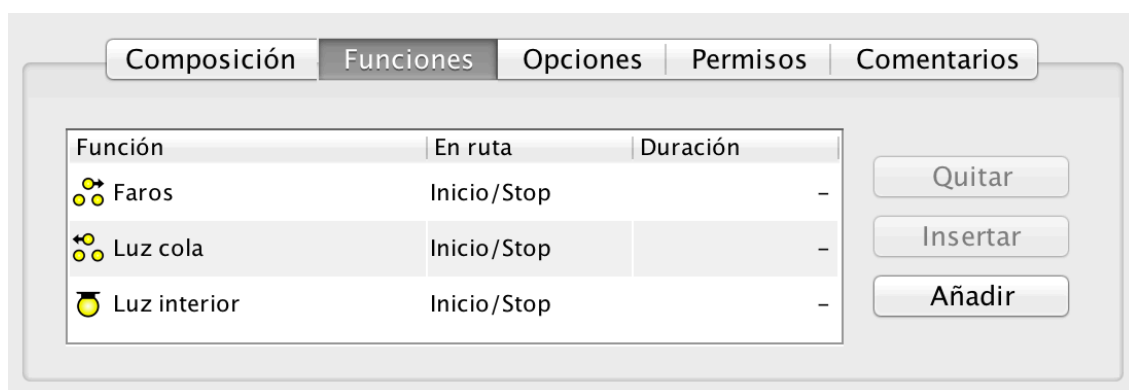 Composición Funciones Opciones Permisos Comentarios
Función En ruta Duración
Faros Inicio/Stop –
Quitar
Luz cola Inicio/Stop –
Insertar
Luz interior Inicio/Stop –
Añadir